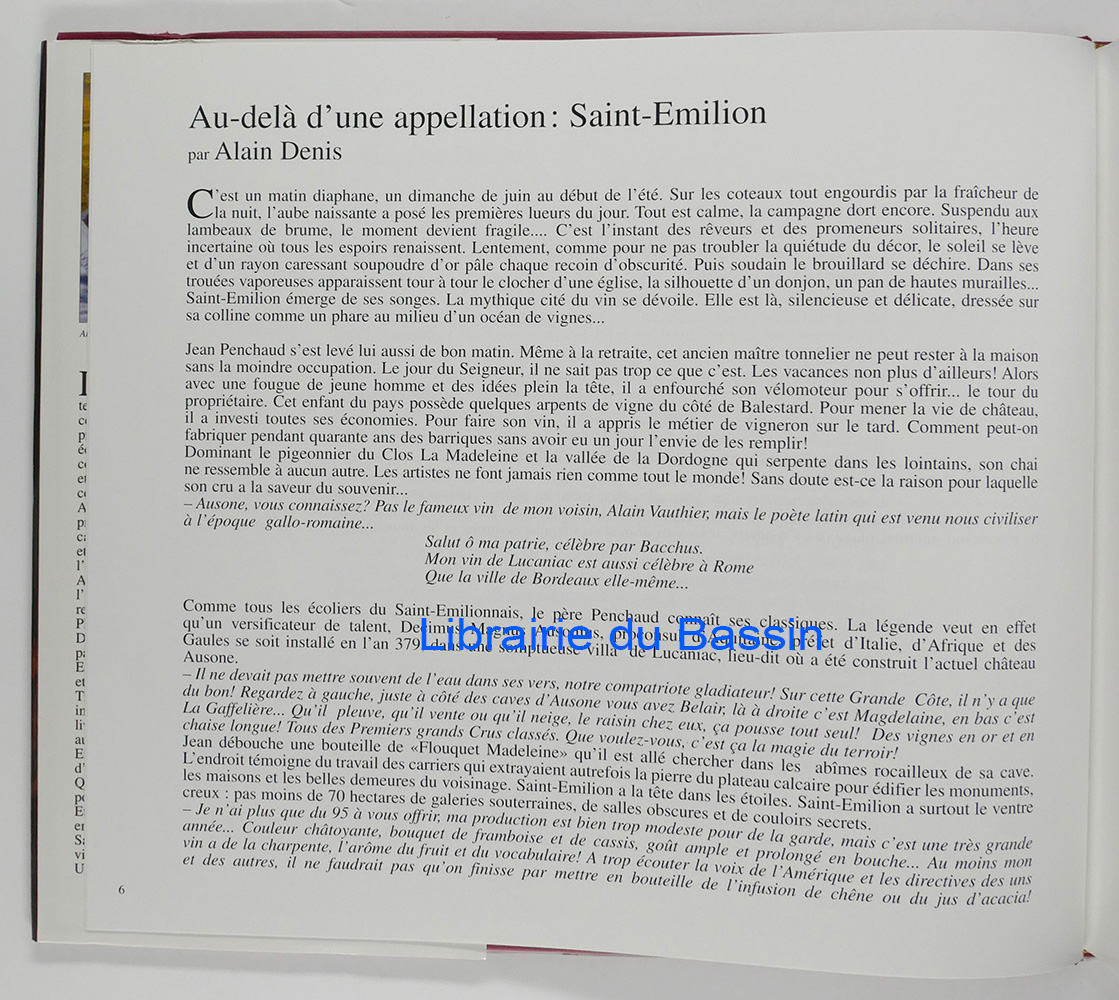 Au-delà d'une appellation : Saint-Emilion
par Alain Denis
C'est un matin diaphane, un dimanche de juin au début de l'été. Sur les coteaux tout engourdis par la fraîcheur de
la nuit, l'aube naissante a posé les premières lueurs du jour. Tout est calme, la campagne dort encore. Suspendu aux
lambeaux de brume, le moment devient fragile.... C'est l'instant des rêveurs et des promeneurs solitaires, l'heure
incertaine où tous les espoirs renaissent. Lentement, comme pour ne pas troubler la quiétude du décor, le soleil se lève
et d'un rayon caressant soupoudre d'or pâle chaque recoin d'obscurité. Puis soudain le brouillard se déchire. Dans ses
trouées vaporeuses apparaissent tour à tour le clocher d'une église, la silhouette d'un donjon, un pan de hautes murailles...
Saint-Emilion émerge de ses songes. La mythique cité du vin se dévoile. Elle est là, silencieuse et délicate, dressée sur
sa colline comme un phare au milieu d'un océan de vignes...
Jean Penchaud s'est levé lui aussi de bon matin. Même à la retraite, cet ancien maître tonnelier ne peut rester à la maison
sans la moindre occupation. Le jour du Seigneur, il ne sait pas trop ce que c'est. Les vacances non plus d'ailleurs! Alors
avec une fougue de jeune homme et des idées plein la tête, il a enfourché son vélomoteur pour s'offrir... le tour du
propriétaire. Cet enfant du pays possède quelques arpents de vigne du côté de Balestard. Pour mener la vie de château,
il a investi toutes ses économies. Pour faire son vin, il a appris le métier de vigneron sur le tard. Comment peut-on
fabriquer pendant quarante ans des barriques sans avoir eu un jour l'envie de les remplir!
Dominant le pigeonnier du Clos La Madeleine et la vallée de la Dordogne qui serpente dans les lointains, son chai
ne ressemble à aucun autre. Les artistes ne font jamais rien comme tout le monde! Sans doute est-ce la raison pour laquelle
son cru a la saveur du souvenir...
– Ausone, vous connaissez? Pas le fameux vin de mon voisin, Alain Vauthier, mais le poète latin qui est venu nous civiliser
à l'époque gallo-romaine...
Salut ô ma patrie, célèbre par Bacchus.
Mon vin de Lucaniac est aussi célèbre à Rome
Que la ville de Bordeaux elle-même...
Comme tous les écoliers du Saint-Emilionnais, le père Penchaud connaît ses classiques. La légende veut en effet
qu'un versificateur de talent, Decimus Magnus Ausonius, proconsul d'Aquitaine, préfet d'Italie, d'Afrique et des
Gaules se soit installé en l'an 379, dans une somptueuse villa de Lucaniac, lieu-dit où a été construit l'actuel château
Ausone.
Librairie du Bassin
– Il ne devait pas mettre souvent de l'eau dans ses vers, notre compatriote gladiateur! Sur cette Grande Côte, il n'y a que
du bon! Regardez à gauche, juste à côté des caves d'Ausone vous avez Belair, là à droite c'est Magdelaine, en bas c'est
La Gaffelière... Qu'il pleuve, qu'il vente ou qu'il neige, le raisin chez eux, ça pousse tout seul! Des vignes en or et en
chaise longue! Tous des Premiers grands Crus classés. Que voulez-vous, c'est ça la magie du terroir!
Jean débouche une bouteille de «Flouquet Madeleine» qu'il est allé chercher dans les abîmes rocailleux de sa cave.
L'endroit témoigne du travail des carriers qui extrayaient autrefois la pierre du plateau calcaire pour édifier les monuments,
les maisons et les belles demeures du voisinage. Saint-Emilion a la tête dans les étoiles. Saint-Emilion a surtout le ventre
creux : pas moins de 70 hectares de galeries souterraines, de salles obscures et de couloirs secrets.
– Je n'ai plus que du 95 à vous offrir, ma production est bien trop modeste pour de la garde, mais c'est une très grande
année... Couleur châtoyante, bouquet de framboise et de cassis, goût ample et prolongé en bouche... Au moins mon
vin a de la charpente, l'arôme du fruit et du vocabulaire! A trop écouter la voix de l'Amérique et les directives des uns
et des autres, il ne faudrait pas qu'on finisse par mettre en bouteille de l'infusion de chêne ou du jus d'acacia!
6